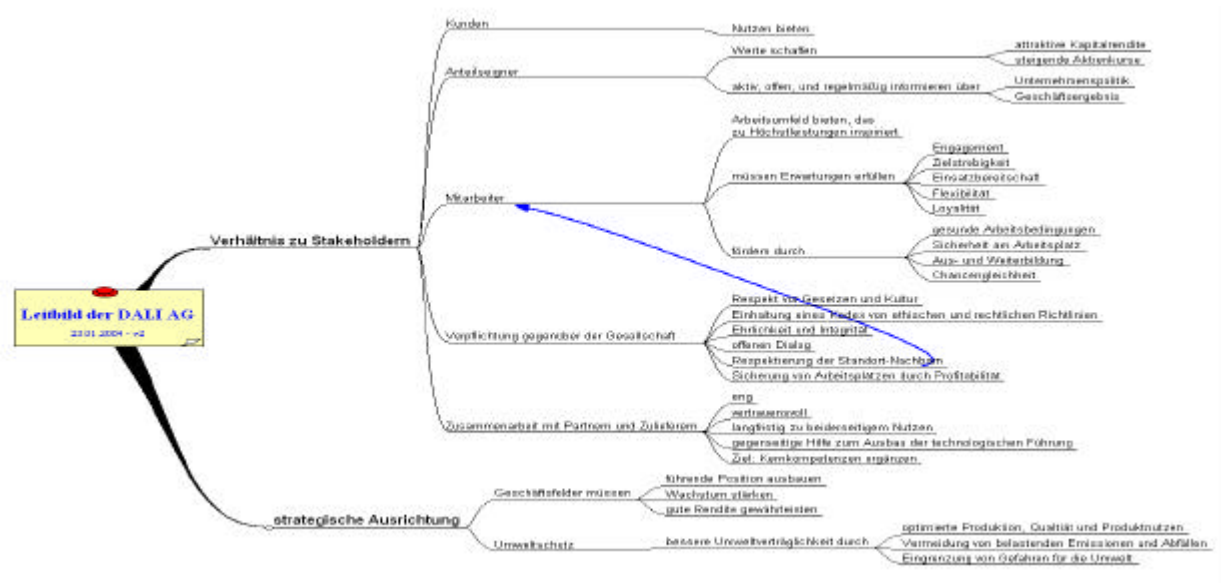 Kunden
Nutzen bieten
Anteilseigner
Werte schaffen
attraktive Kapitalrendite
steigende Aktienkurse
aktiv, offen, und regelmäßig informieren über
Unternehmenspolitik
Geschäftsergebnis
Mitarbeiter
Arbeitsumfeld bieten, das
zu Höchstleistungen inspiriert
müssen Erwartungen erfüllen
Engagement
Zielstrebigkeit
Einsatzbereitschaft
Flexibilität
Loyalität
fördern durch
gesunde Arbeitsbedingungen
Sicherheit am Arbeitsplatz
Aus- und Weiterbildung
Chancengleichheit
Verhältnis zu Stakeholdern
Leitbild der DALI AG
23.01.2004 - v2
Verpflichtung gegenüber der Gesellschaft
Respekt vor Gesetzen und Kultur
Einhaltung eines Kodex von ethischen und rechtlichen Richtlinien
Ehrlichkeit und Integrität
offenen Dialog
Respektierung der Standort-Nachbarn
Sicherung von Arbeitsplätzen durch Profitabilität
Zusammenarbeit mit Partnern und Zulieferern
eng
vertrauensvoll
langfristig zu beiderseitigem Nutzen
gegenseitige Hilfe zum Ausbau der technologischen Führung
Ziel: Kernkompetenzen ergänzen
strategische Ausrichtung
Geschäftsfelder müssen
führende Position ausbauen
Wachstum stärken
gute Rendite gewährleisten
Umweltschutz
bessere Umweltverträglichkeit durch
optimierte Produktion, Qualität und Produktnutzen
Vermeidung von belastenden Emissionen und Abfällen
Eingrenzung von Gefahren für die Umwelt